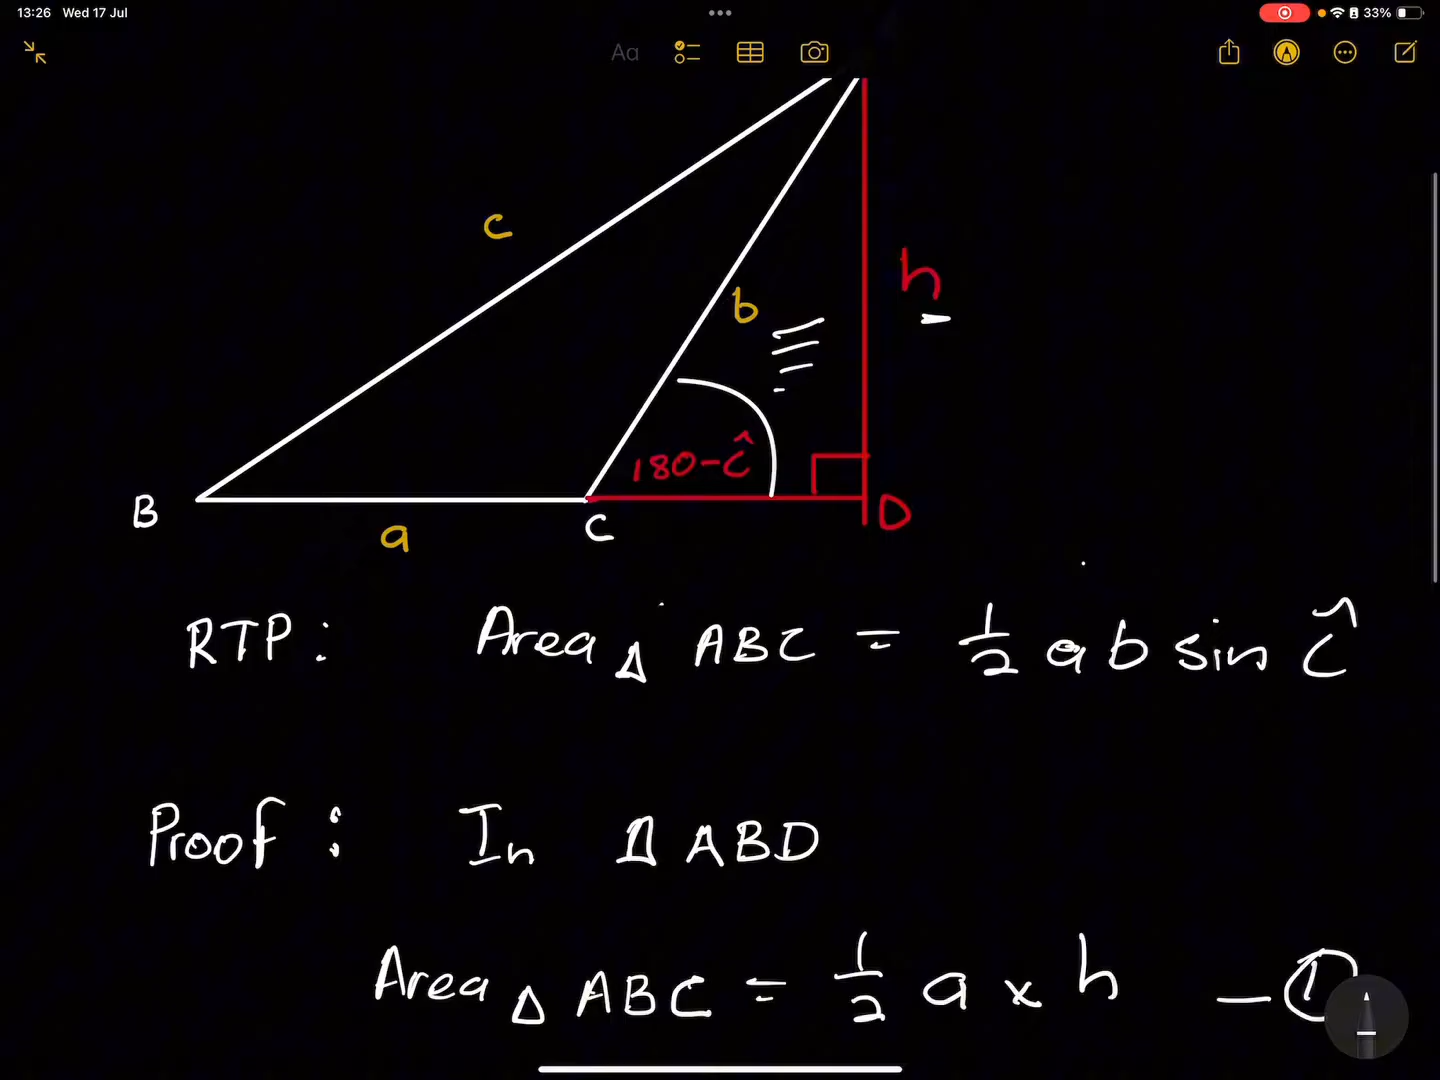 13:26 Wed 17 Jul
33%
Aa
c
h
b
180-ĉ
B
a
C
D
RTP: Area Δ ABC = 1/2 a b sin Ĉ
Proof: In Δ ABD
Area Δ ABC = 1/2 a x h - ①